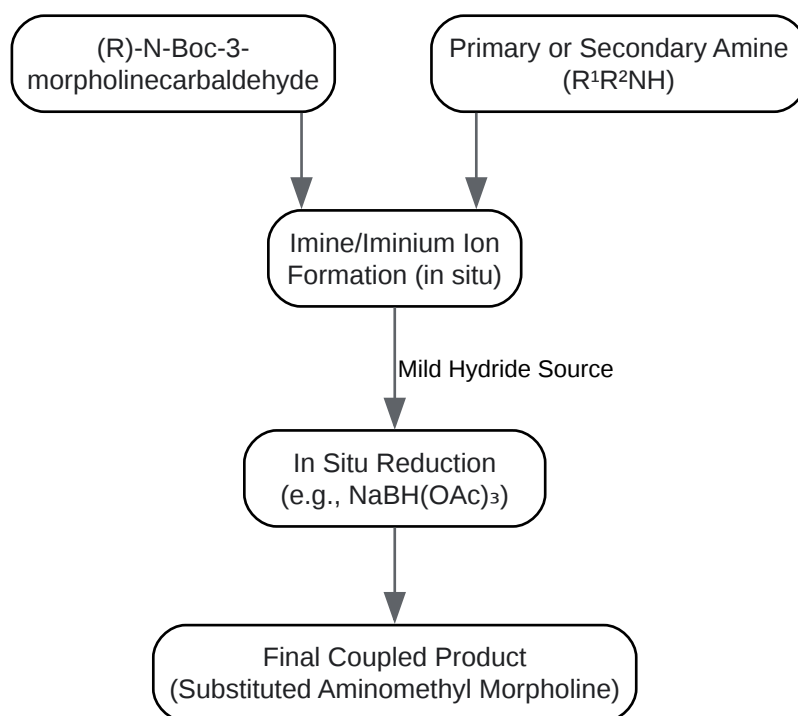 (R)-N-Boc-3-
morpholinecarbaldehyde
Primary or Secondary Amine
(R¹R²NH)
Imine/Iminium Ion
Formation (in situ)
Mild Hydride Source
In Situ Reduction
(e.g., NaBH(OAc)₃)
Final Coupled Product
(Substituted Aminomethyl Morpholine)